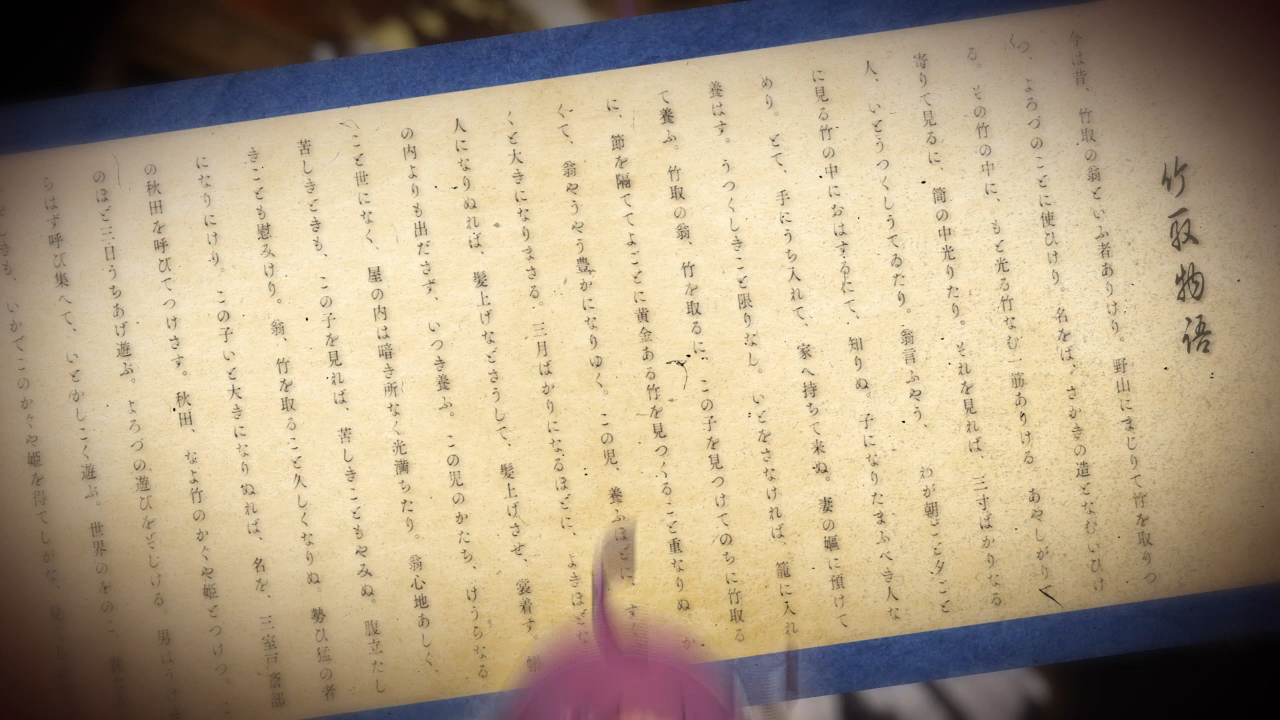 竹取物语
今は昔、竹取の翁といふ者ありけり。野山にまじりて竹を取りつ
つ、よろづのことに使ひけり。名をば、さかきの造となむいひけ
る。その竹の中に、もと光る竹なむ一筋ありける　あやしがりて
寄りて見るに、筒の中光りたり。それを見れば、三寸ばかりなる
人、いとうつくしうてゐたり。翁言ふやう、　わが朝ごと夕ごと
に見る竹の中におはするにて、知りぬ。子になりたまふべき人な
めり。とて、手にうち入れて、家へ持ちて来ぬ。妻の嫗に預けて
養はす。うつくしきこと限りなし。いとをさなければ、籠に入れ
て養ふ。竹取の翁、竹を取るに、この子を見つけてのちに竹取る
に、節を隔ててよごとに黄金ある竹を見つくること重なりぬ。か
くて、翁やうやう豊かになりゆく。この児、養ふほどに、す
くと大きになりまさる。三月ばかりになるほどに、よきほどな
人になりぬれば、髪上げなどさうして、髪上げさせ、裳着す。
の内よりも出ださず、いつき養ふ。この児のかたち、けうらなる
こと世になく、屋の内は暗き所なく光満ちたり。翁心地あしく、
苦しきときも、この子を見れば、苦しきこともやみぬ。腹立たし
きことも慰みけり。翁、竹を取ること久しくなりぬ。勢ひ猛の者
になりにけり。この子いと大きになりぬれば、名を、三室戸斎部
の秋田を呼びてつけさす。秋田、なよ竹のかぐや姫とつけつ。こ
のほど三日うちあげ遊ぶ。よろづの遊びをぞしける。男はうけ
らはず呼び集へて、いとかしこく遊ぶ。世界のをのこ、
しきも、いかでこのかぐや姫を得てしがな、